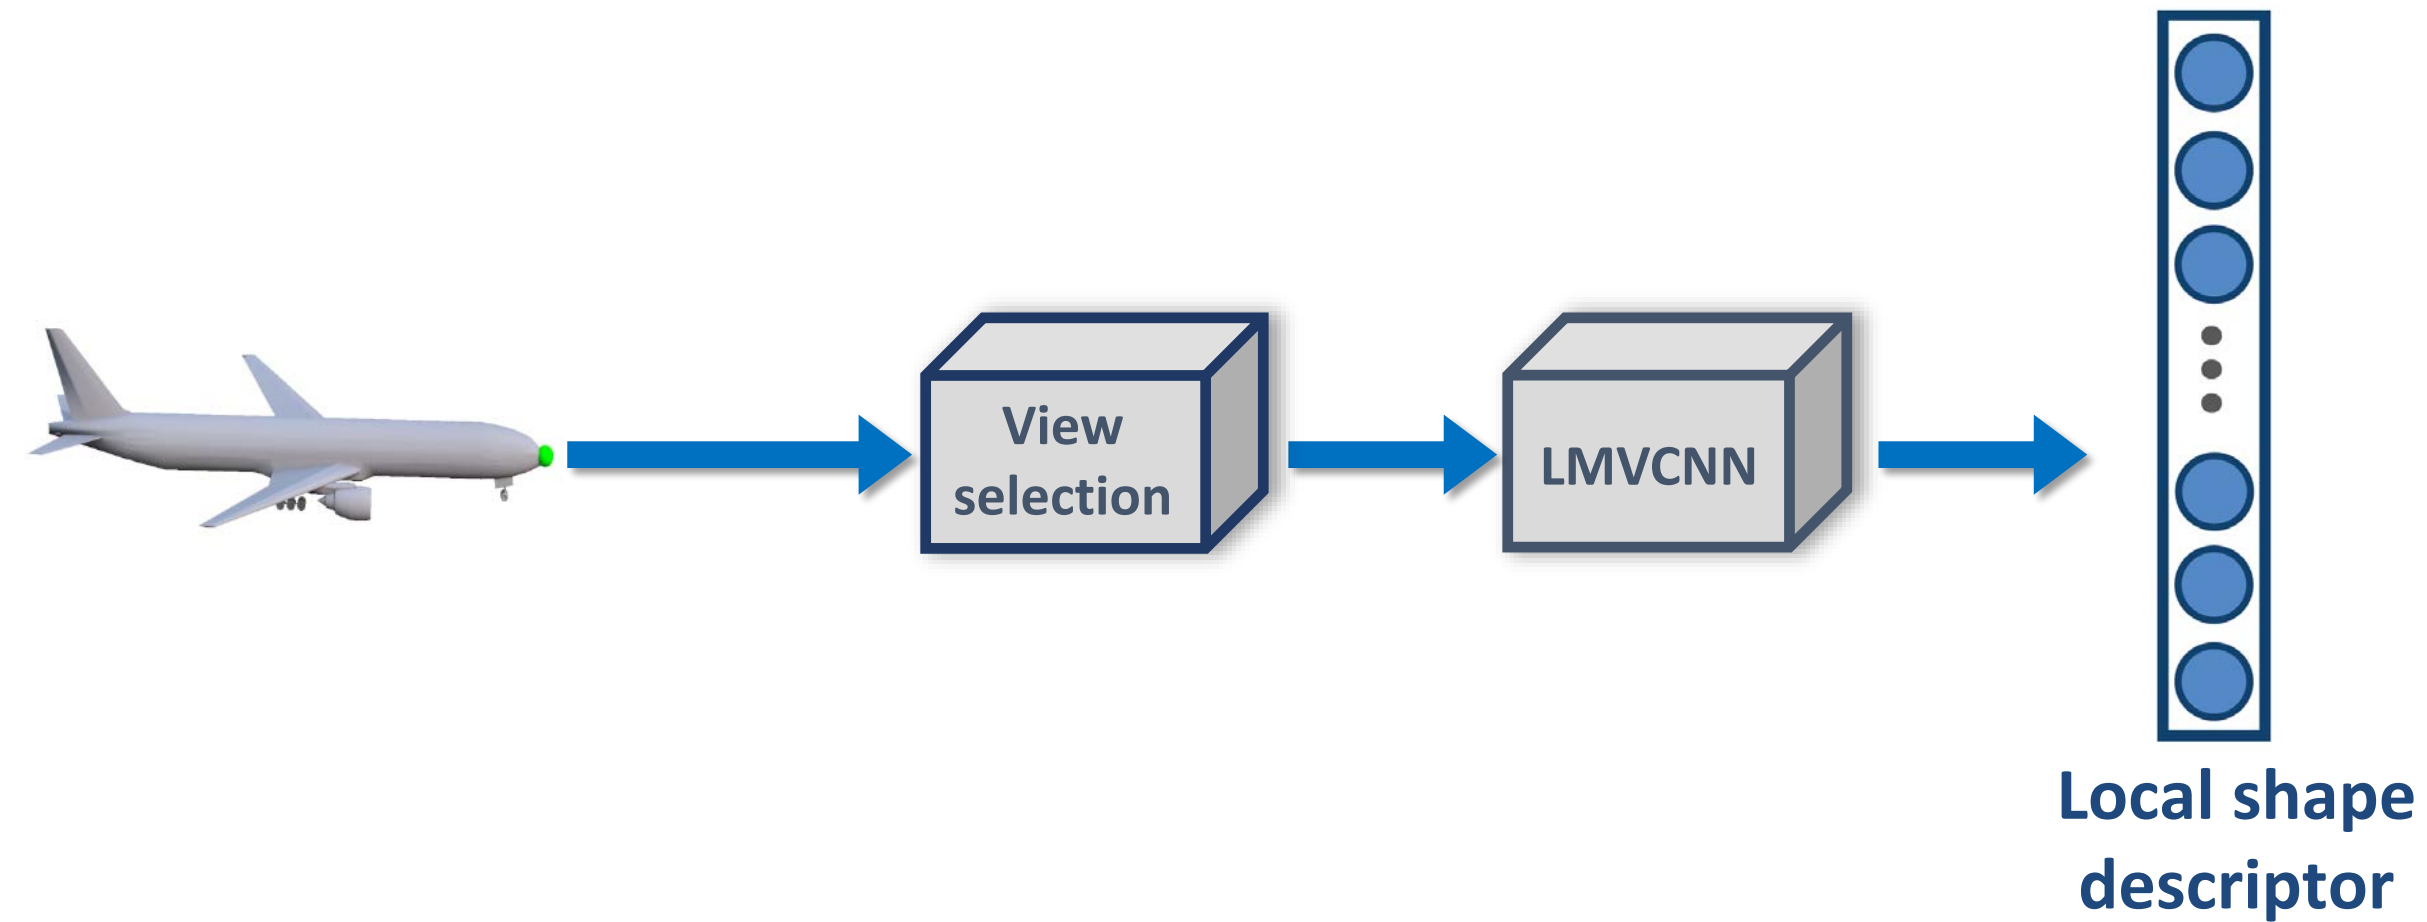 View
selection
LMVCNN
Local shape
descriptor